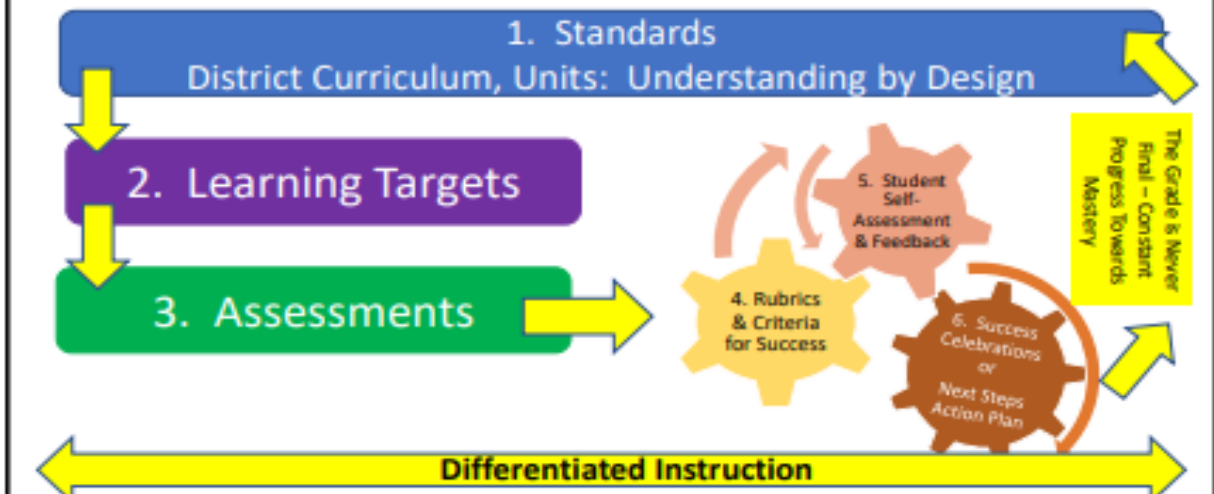 1. Standards
District Curriculum, Units: Understanding by Design
2. Learning Targets
3. Assessments
4. Rubrics
& Criteria
for Success
5. Student
Self-
Assessment
& Feedback
6. Success
Celebrations
or
Next Steps
Action Plan
The Grade is Never
Final – Constant
Progress Towards
Mastery
Differentiated Instruction